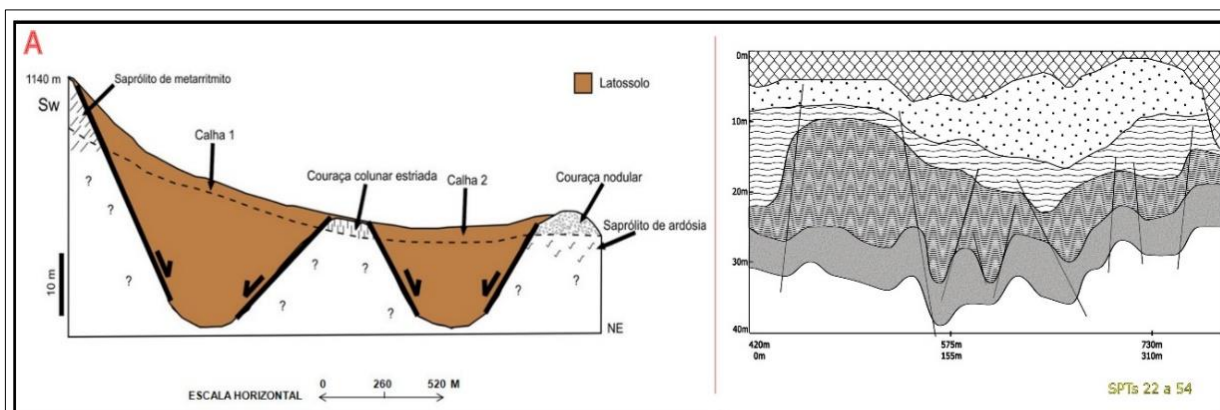 A
1140 m
SW
Saprólito de metarritmito
Latossolo
Calha 1
Couraça colunar estriada
Calha 2
Couraça nodular
Saprólito de ardósia
?
?
?
?
?
?
?
10 m
NE
ESCALA HORIZONTAL
0 260 520 M
0m
10m
20m
30m
40m
420m 575m 730m
0m 155m 310m
SPTs 22 a 54